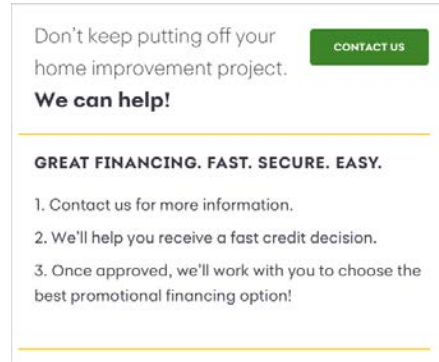 Don't keep putting off your
home improvement project.
We can help!
CONTACT US
GREAT FINANCING. FAST. SECURE. EASY.
1. Contact us for more information.
2. We'll help you receive a fast credit decision.
3. Once approved, we'll work with you to choose the
best promotional financing option!